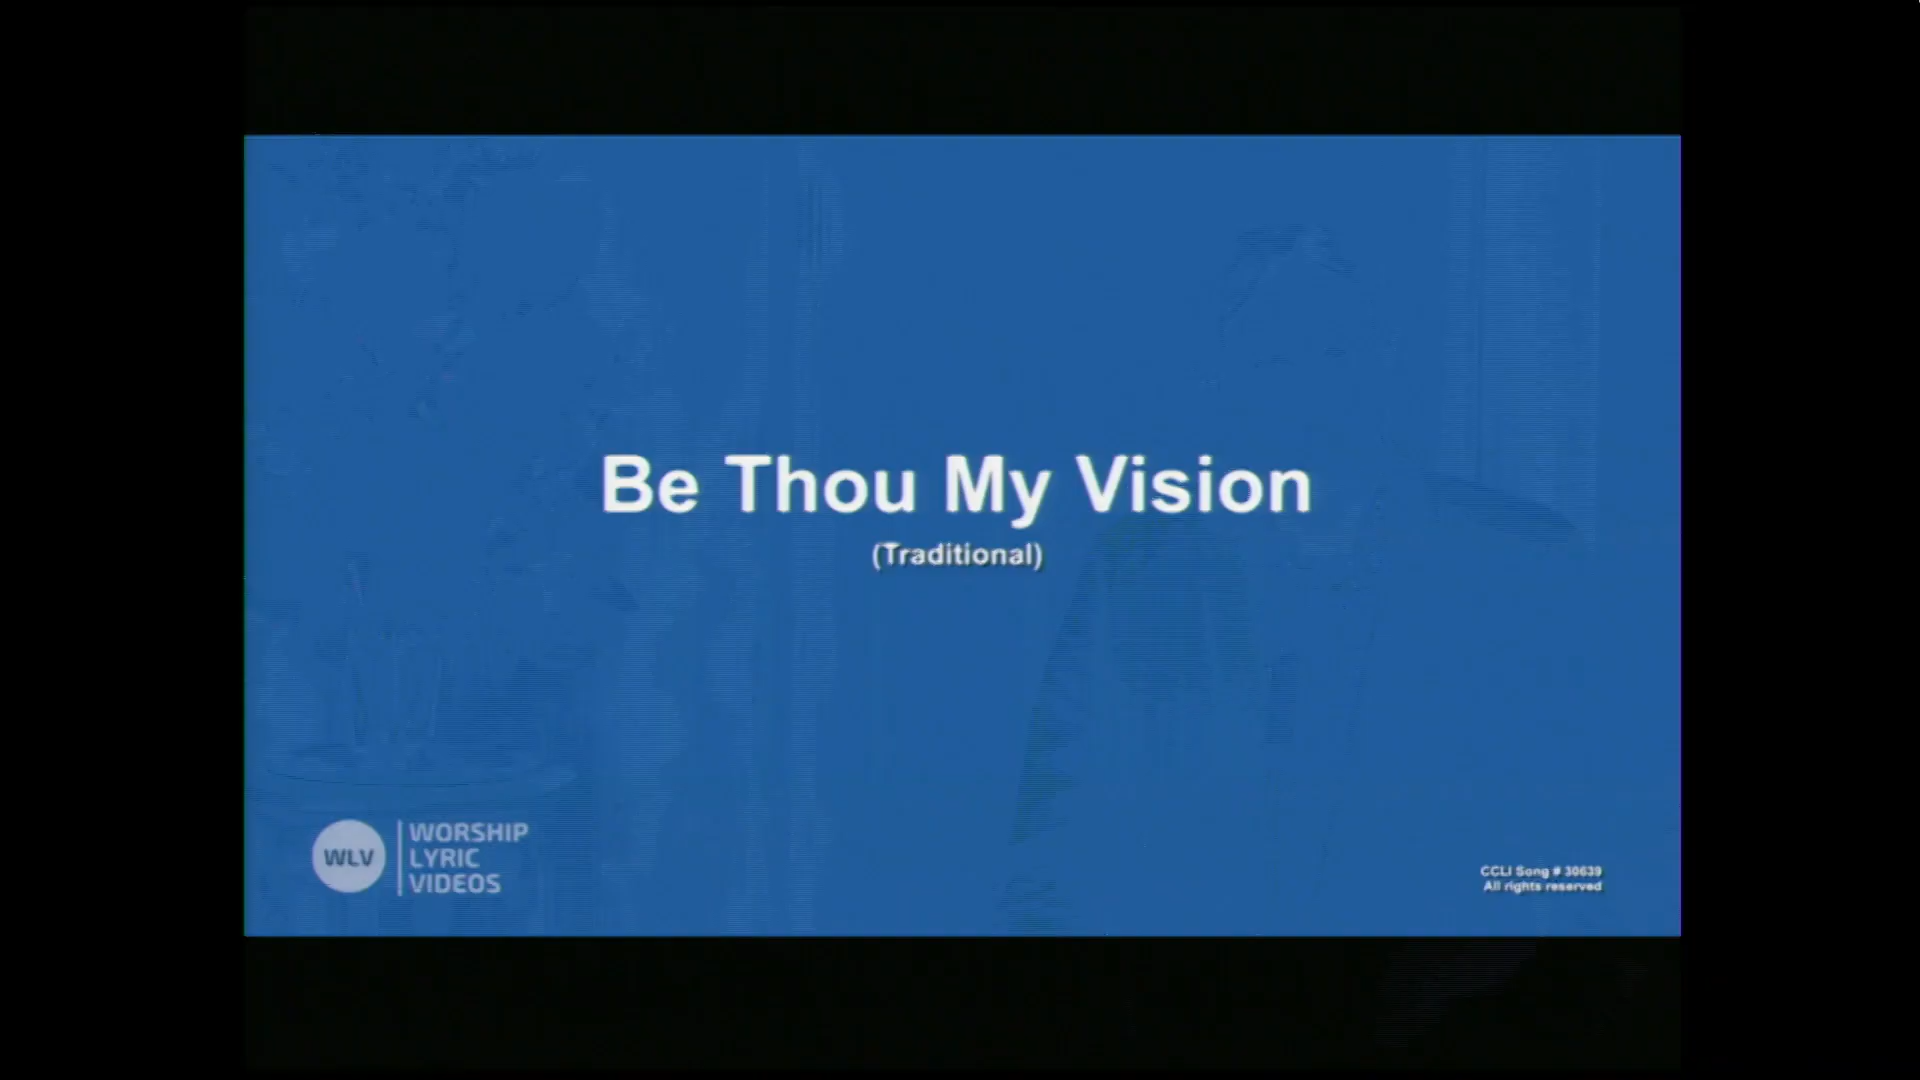 Be Thou My Vision
(Traditional)
WLV
WORSHIP
LYRIC
VIDEOS
CCLI Song # 30639
All rights reserved